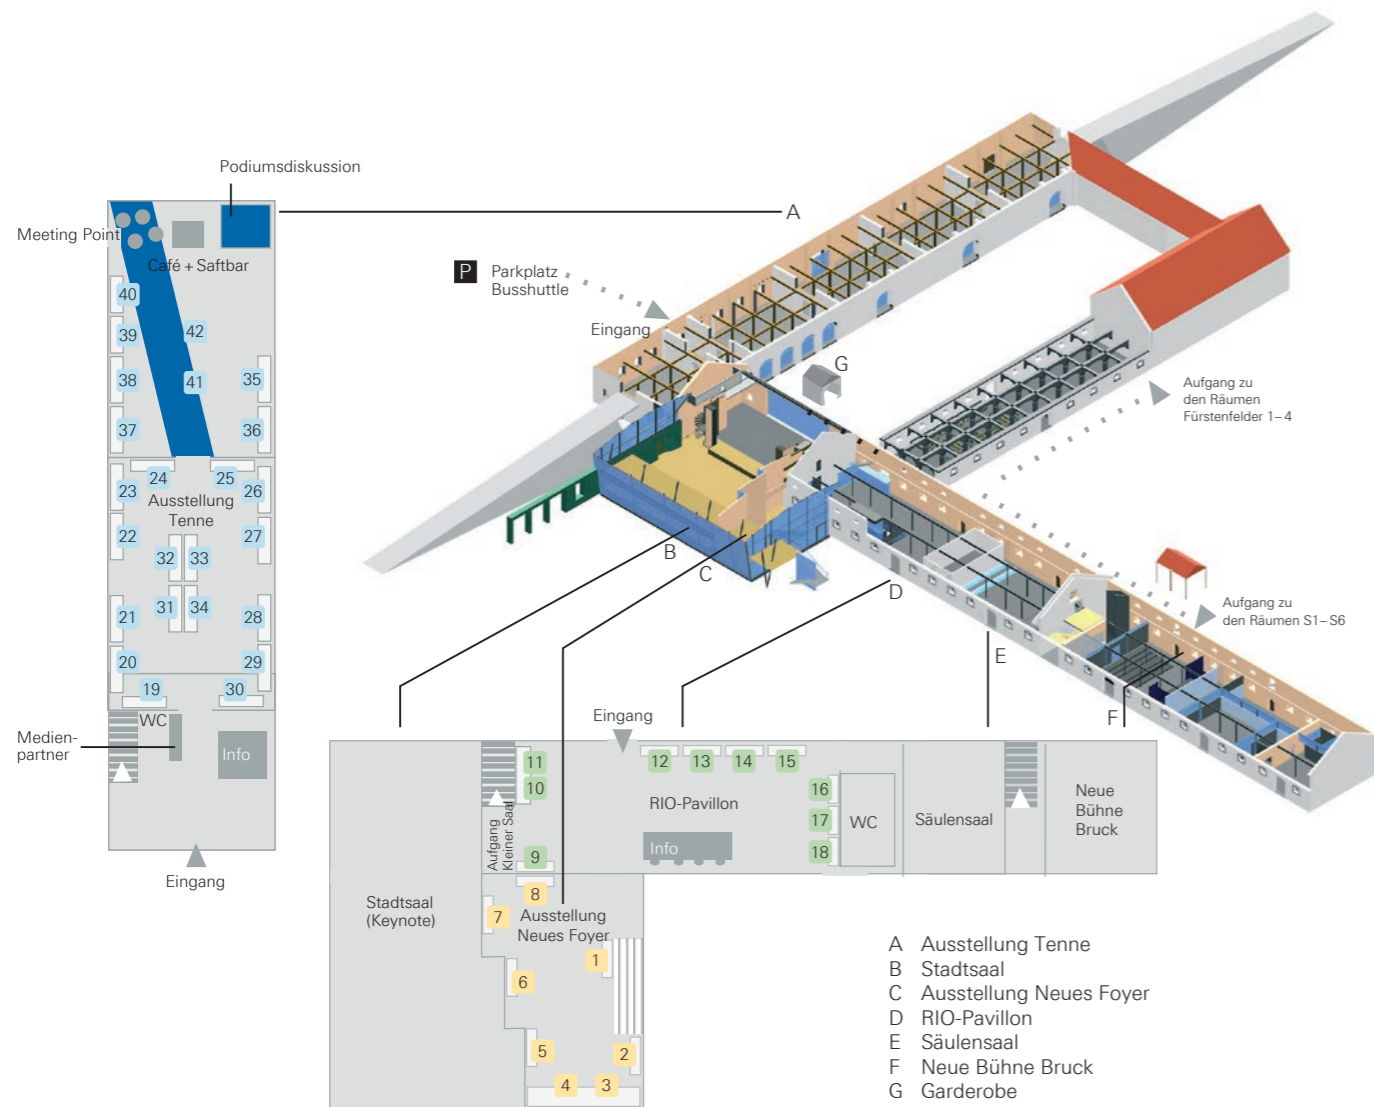 Podiumsdiskussion
Meeting Point
Café + Saftbar
40
39
42
38
41
35
37
36
24
25
23
26
Ausstellung
Tenne
22
27
32
33
31
34
21
28
20
29
19
30
WC
Medien-
partner
Info
Eingang
A
P
Parkplatz
Busshuttle
Eingang
G
Aufgang zu
den Räumen
Fürstenfelder 1–4
B
C
D
Aufgang zu
den Räumen S1–S6
E
F
Eingang
11
10
12
13
14
15
16
17
18
RIO-Pavillon
Info
WC
Säulensaal
Neue
Bühne
Bruck
Aufgang
Kleiner Saal
9
8
7
Stadtsaal
(Keynote)
Ausstellung
Neues Foyer
1
6
5
2
4
3
A Ausstellung Tenne
B Stadtsaal
C Ausstellung Neues Foyer
D RIO-Pavillon
E Säulensaal
F Neue Bühne Bruck
G Garderobe